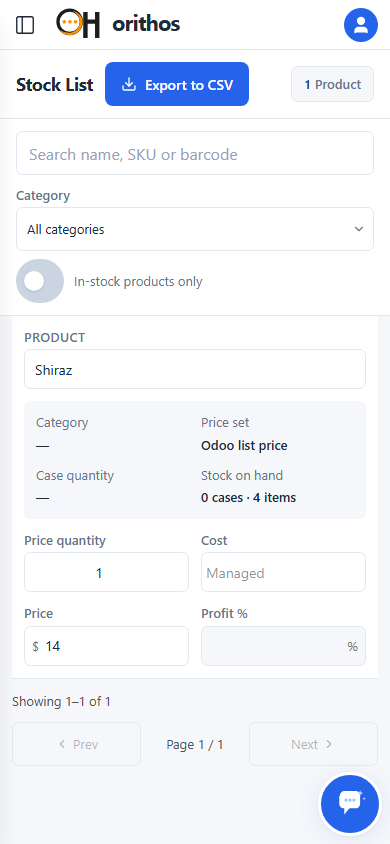 OH orithos
Stock List
Export to CSV
1 Product
Search name, SKU or barcode
Category
All categories
In-stock products only
PRODUCT
Shiraz
Category
Price set
—
Odoo list price
Case quantity
Stock on hand
—
0 cases · 4 items
Price quantity
Cost
1
Managed
Price
Profit %
$ 14
%
Showing 1–1 of 1
Prev
Page 1 / 1
Next